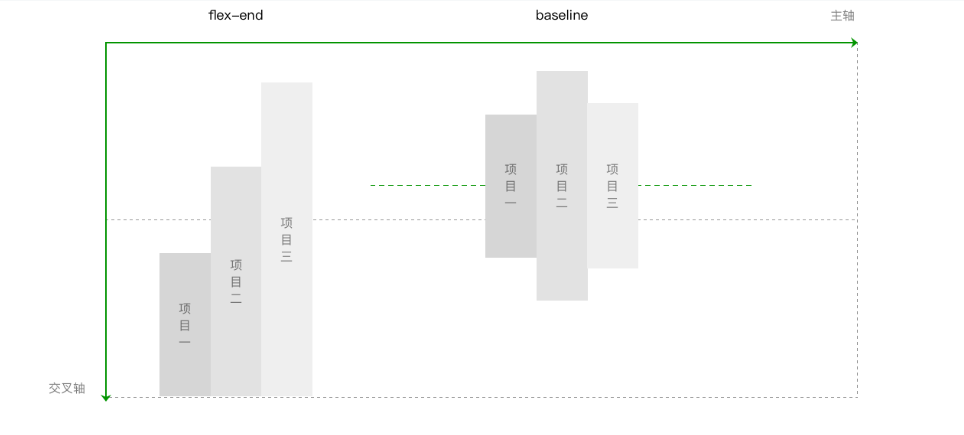 flex-end
baseline
主轴
项目一
项目二
项目三
项目一
项目二
项目三
交叉轴